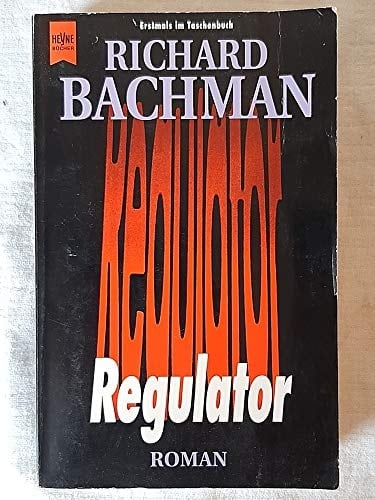 HEYNE
BÜCHER
Erstmals im Taschenbuch
RICHARD
BACHMAN
Regulator
Regulator
ROMAN